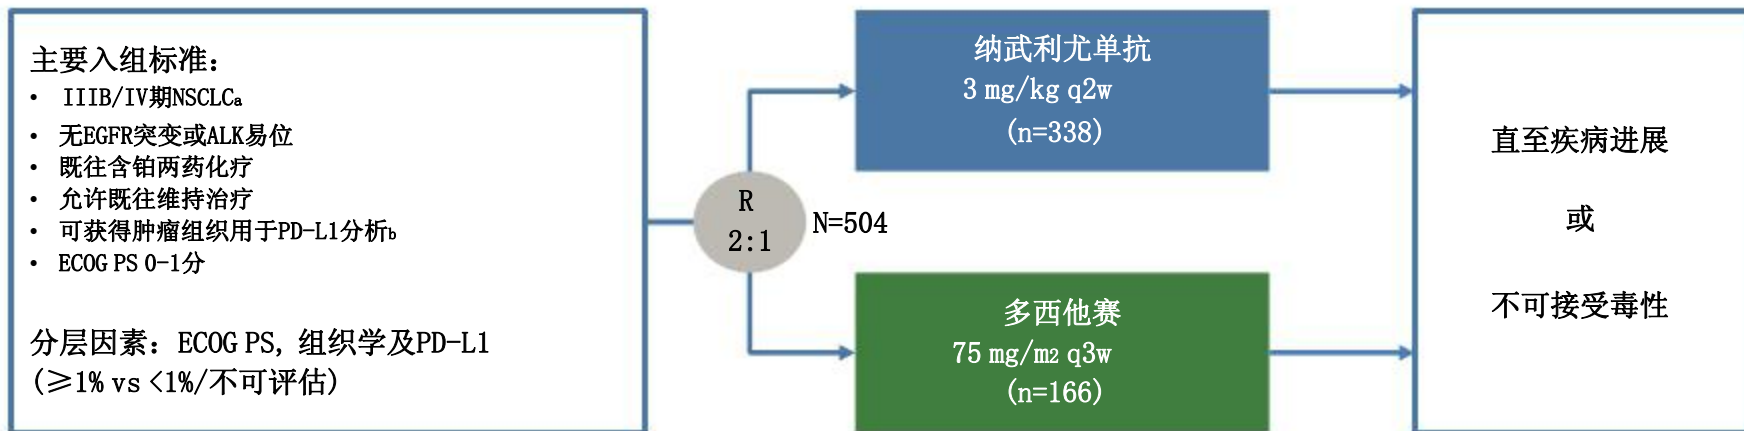 主要入组标准：
• IIIB/IV期NSCLCa
• 无EGFR突变或ALK易位
• 既往含铂两药化疗
• 允许既往维持治疗
• 可获得肿瘤组织用于PD-L1分析b
• ECOG PS 0-1分
分层因素：ECOG PS, 组织学及PD-L1
(≥1% vs <1%/不可评估)
R
2:1
N=504
纳武利尤单抗
3 mg/kg q2w
(n=338)
多西他赛
75 mg/m2 q3w
(n=166)
直至疾病进展
或
不可接受毒性